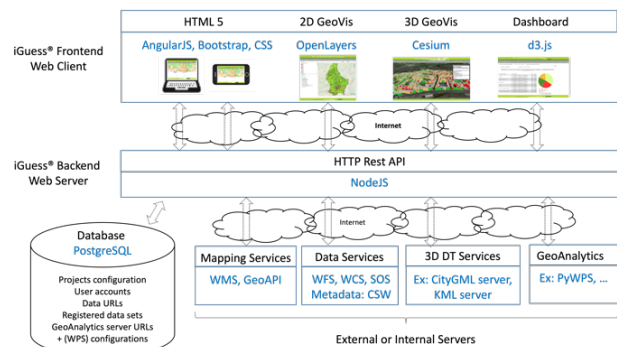 HTML 5
2D GeoVis
3D GeoVis
Dashboard
iGuess® Frontend
Web Client
AngularJS, Bootstrap, CSS
OpenLayers
Cesium
d3.js
Internet
iGuess® Backend
Web Server
HTTP Rest API
NodeJS
Internet
Database
PostgreSQL
Projects configuration
User accounts
Data URLs
Registered data sets
GeoAnalytics server URLs
+ (WPS) configurations
Mapping Services
WMS, GeoAPI
Data Services
WFS, WCS, SOS
Metadata: CSW
3D DT Services
Ex: CityGML server,
KML server
GeoAnalytics
Ex: PyWPS, ...
External or Internal Servers